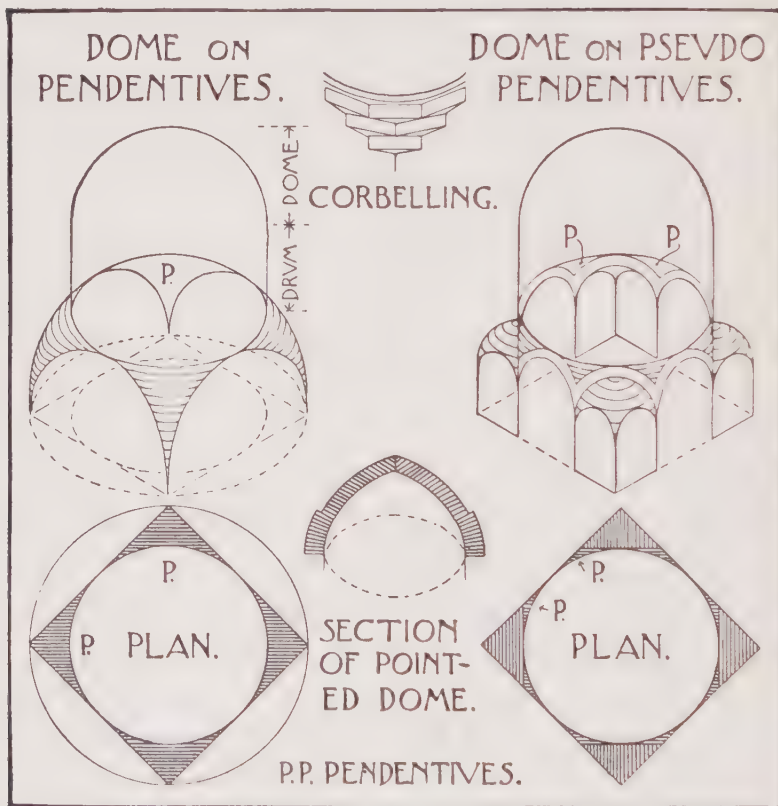 DOME ON
PENDENTIVES.
DOME ON PSEVDO
PENDENTIVES.
CORBELLING.
DOME
DRVM
P.
P.
P.
P.
P.
P.
P.
PLAN.
PLAN.
SECTION
OF POINT-
ED DOME.
P.P. PENDENTIVES.